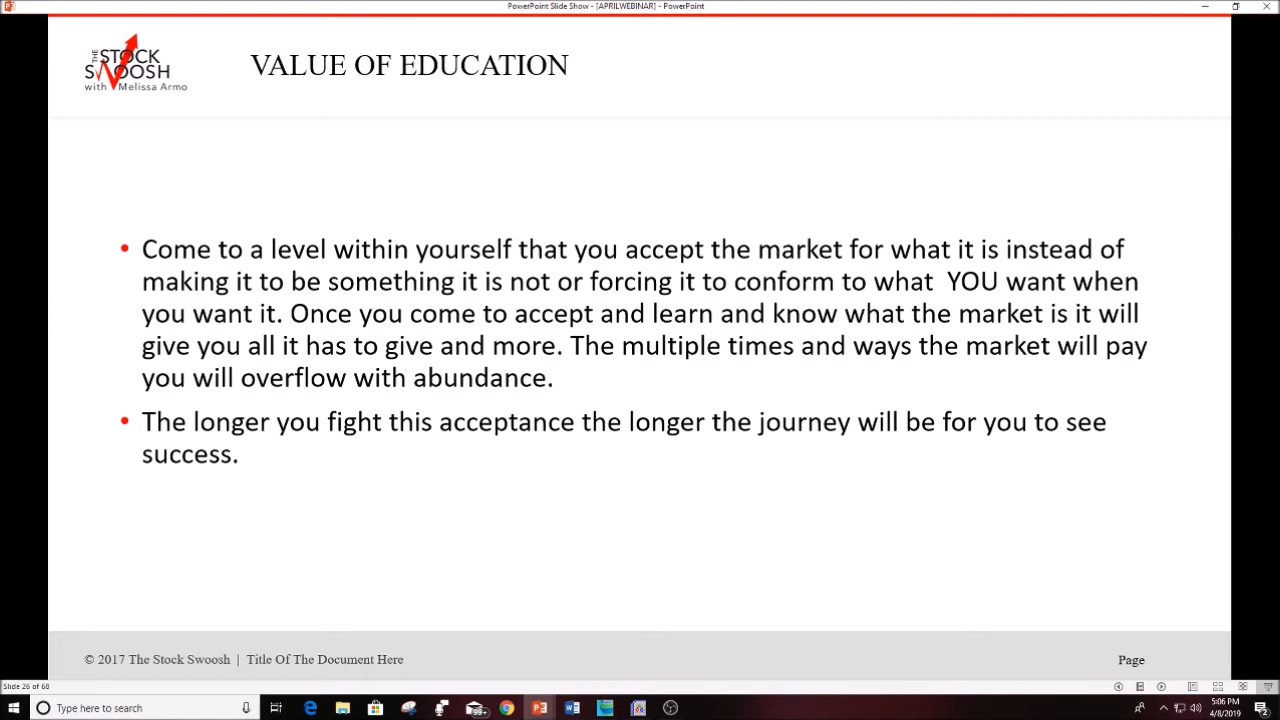 PowerPoint Slide Show - [APRILWEBINAR] - PowerPoint
THE STOCK
SWOOSH
with Melissa Armo
VALUE OF EDUCATION
• Come to a level within yourself that you accept the market for what it is instead of
making it to be something it is not or forcing it to conform to what  YOU want when
you want it. Once you come to accept and learn and know what the market is it will
give you all it has to give and more. The multiple times and ways the market will pay
you will overflow with abundance.
• The longer you fight this acceptance the longer the journey will be for you to see
success.
© 2017 The Stock Swoosh | Title Of The Document Here
Page
Slide 26 of 68
Type here to search
99+
5:06 PM
4/8/2019
2